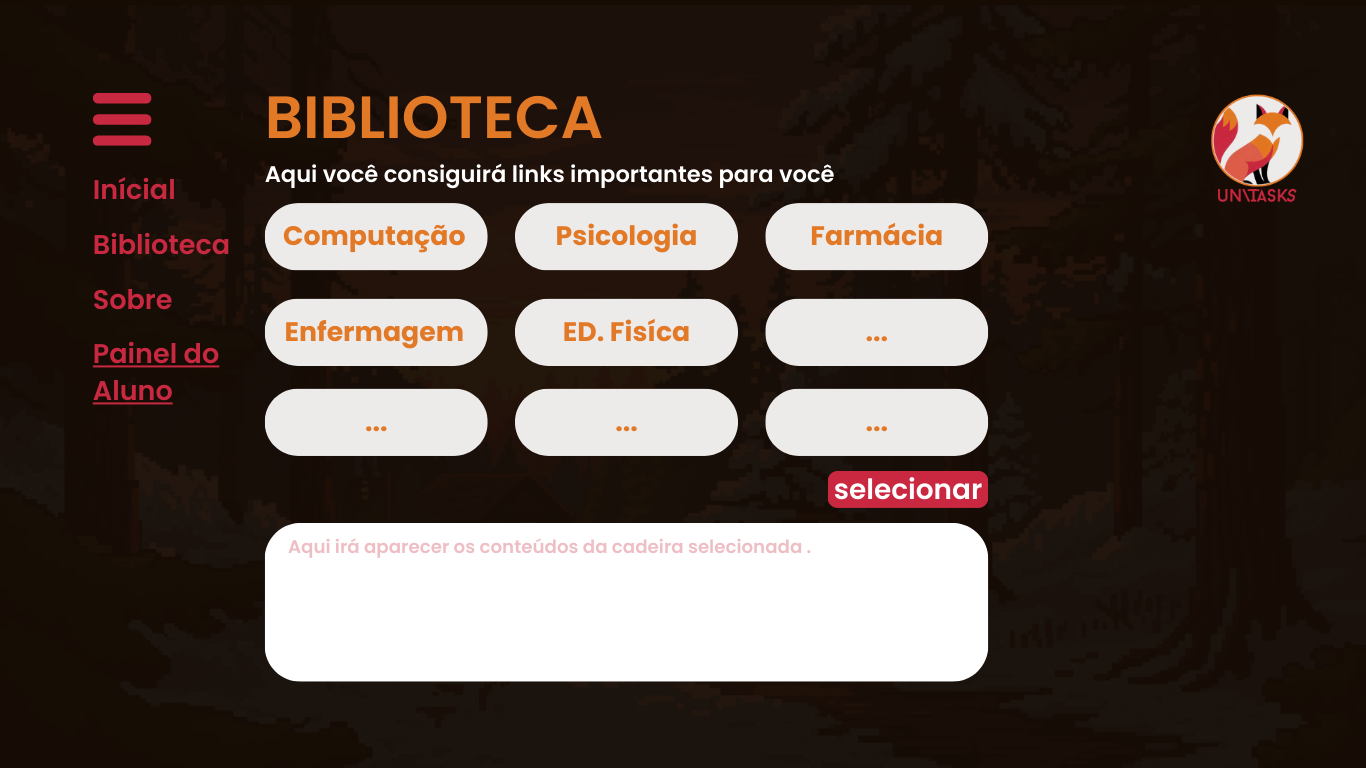 BIBLIOTECA
Aqui você consiguirá links importantes para você
Inícial
Biblioteca
Sobre
Painel do
Aluno
Computação
Psicologia
Farmácia
Enfermagem
ED. Fisíca
...
...
...
...
selecionar
Aqui irá aparecer os conteúdos da cadeira selecionada .
UNITASKS